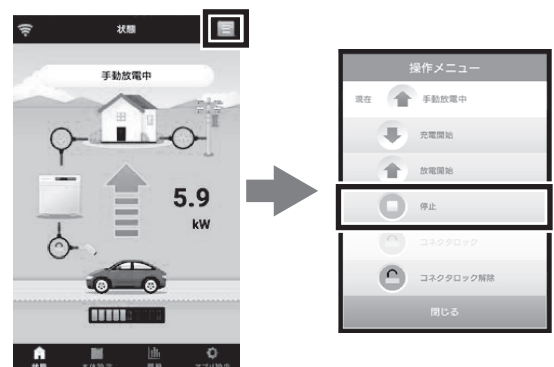 状態
手動放電中
5.9
kW
状態
操作メニュー
現在 手動放電中
充電開始
放電開始
停止
コネクタロック
コネクタロック解除
閉じる